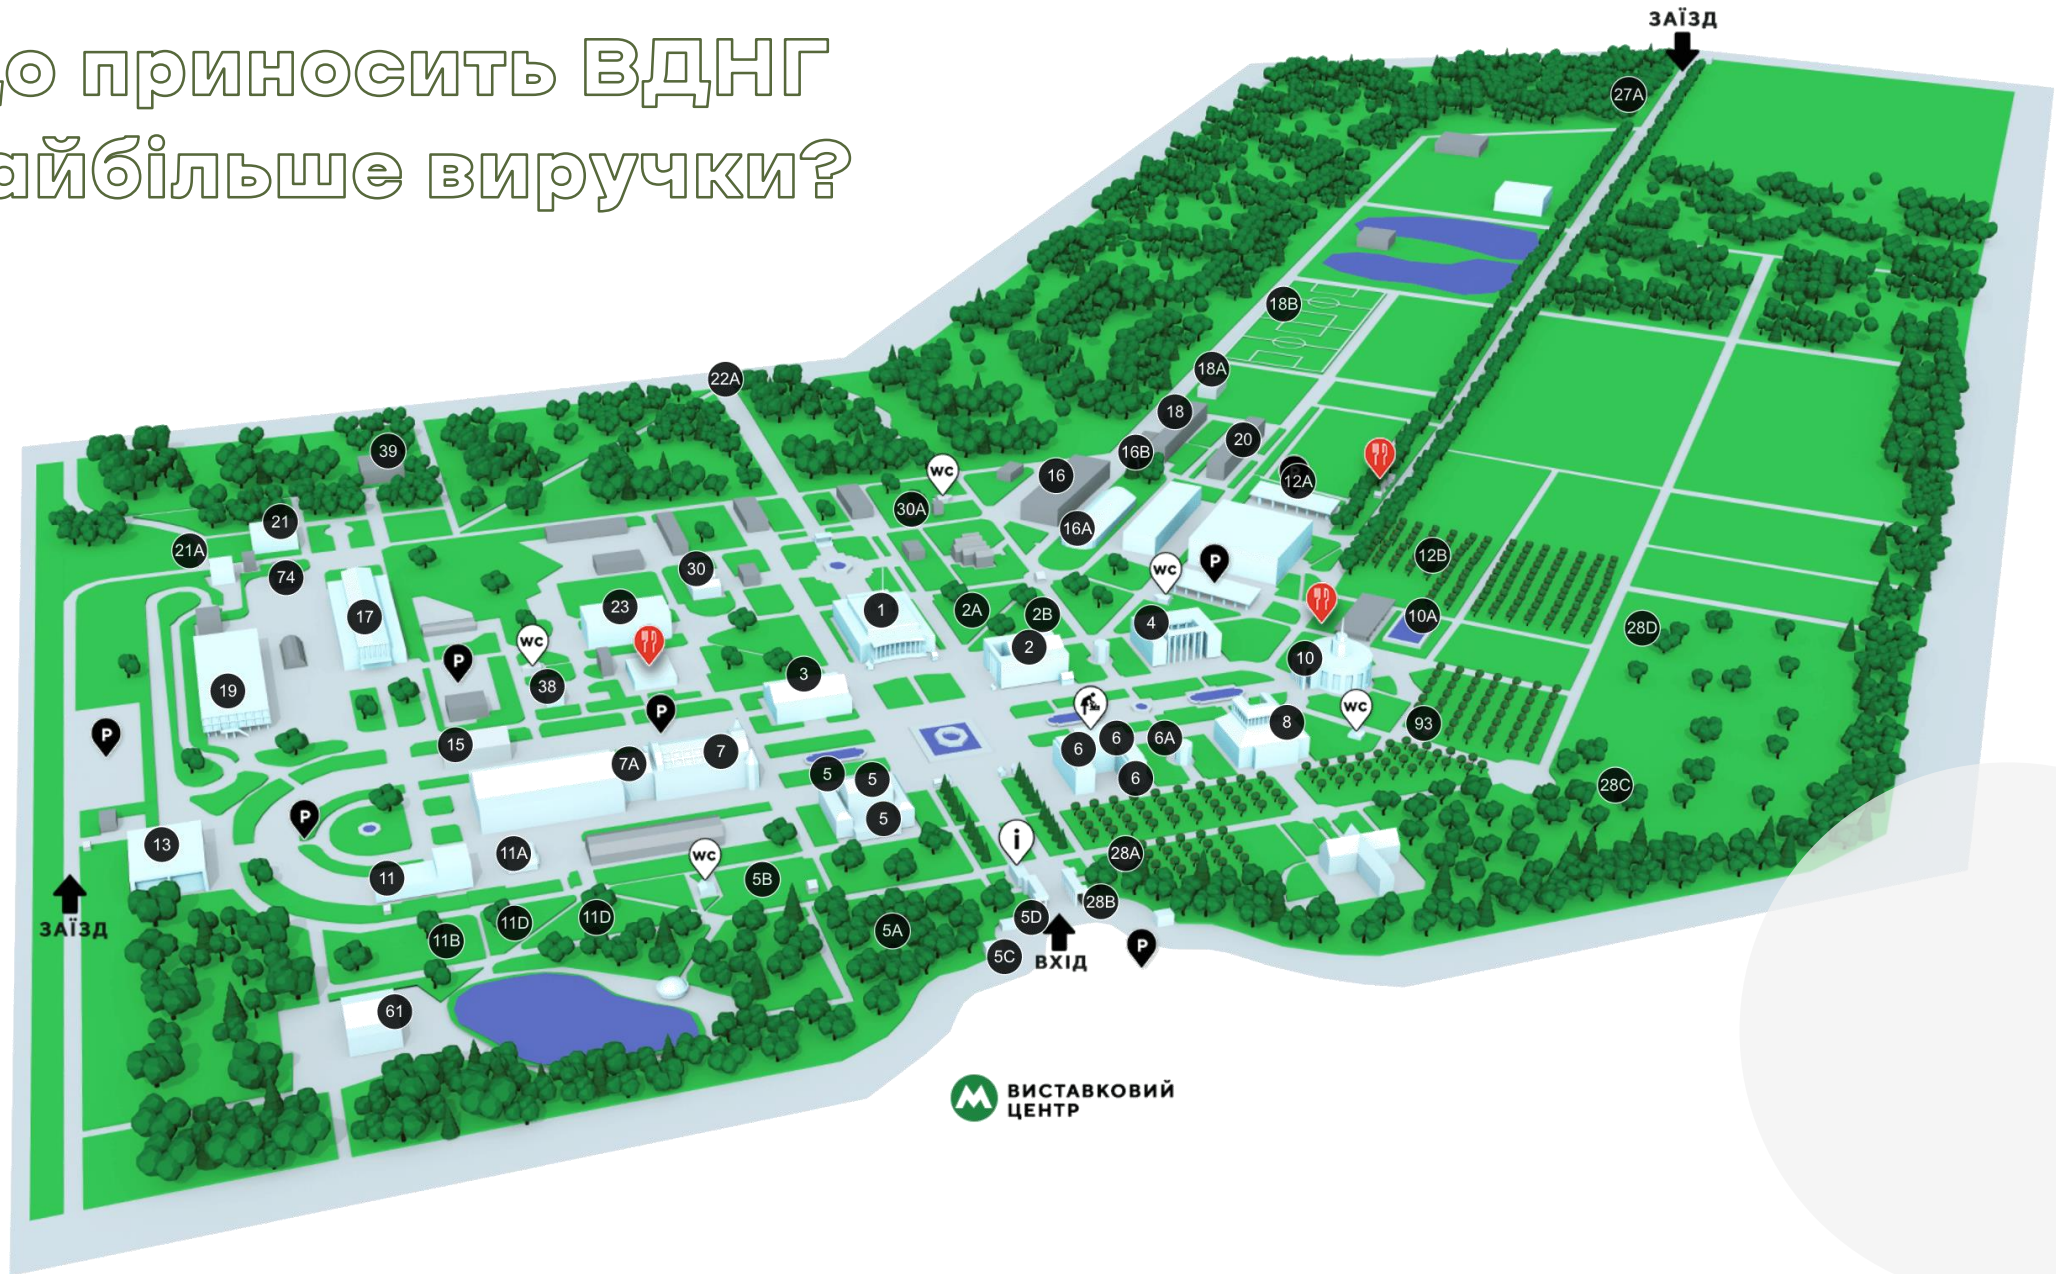 до приносить ВДНГ
айбільше виручки?
ЗАЇЗД
27A
18B
18A
22A
18
20
16B
39
WC
16
12A
30A
21
16A
21A
12B
WC
P
30
74
23
1
2A
2B
10A
17
4
28D
WC
P
2
10
38
3
19
P
WC
8
93
P
15
7A
7
6
6
6A
5
5
6
28C
P
5
i
13
11A
WC
28A
11
5B
28B
ЗАЇЗД
11D
11D
5D
11B
5A
5C
ВХІД
P
61
M ВИСТАВКОВИЙ
ЦЕНТР